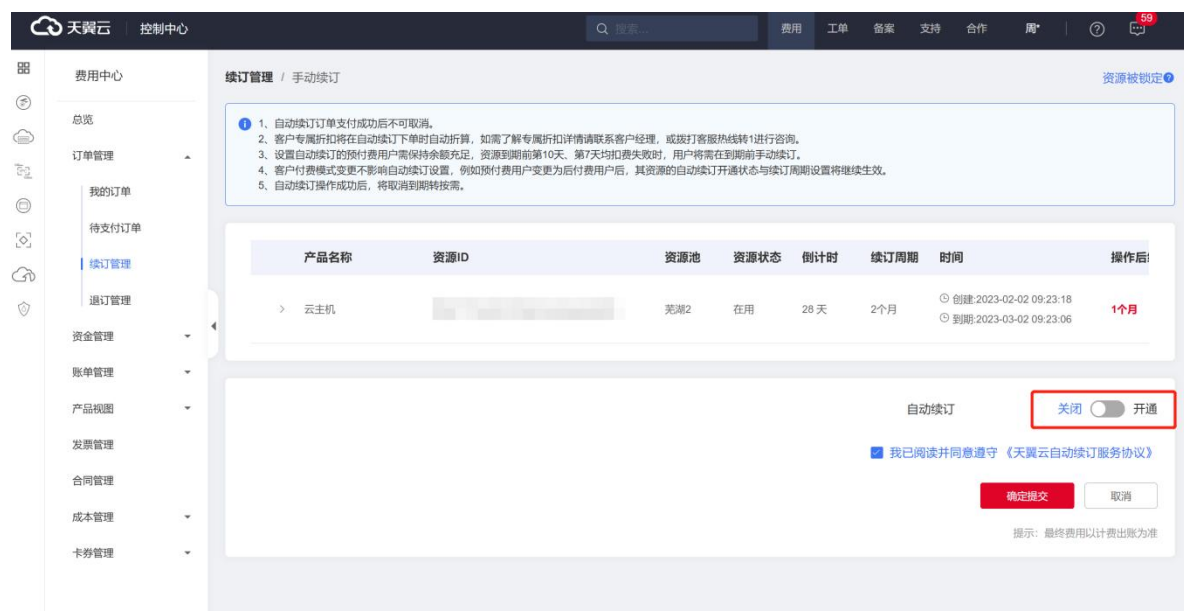 天翼云
控制中心
搜索...
费用
工单
备案
支持
合作
周*
59
费用中心
总览
订单管理
我的订单
待支付订单
续订管理
退订管理
资金管理
账单管理
产品视图
发票管理
合同管理
成本管理
卡券管理
续订管理 / 手动续订
资源被锁定
1、自动续订订单支付成功后不可取消。
2、客户专属折扣将在自动续订下单时自动折算，如需了解专属折扣详情请联系客户经理，或拨打客服热线转1进行咨询。
3、设置自动续订的预付费用户需保持余额充足，资源到期前第10天、第7天均扣费失败时，用户将需在到期前手动续订。
4、客户付费模式变更不影响自动续订设置，例如预付费用户变更为后付费用户后，其资源的自动续订开通状态与续订周期设置将继续生效。
5、自动续订操作成功后，将取消到期转按需。
产品名称 资源ID 资源池 资源状态 倒计时 续订周期 时间 操作后
云主机 芜湖2 在用 28 天 2个月 创建:2023-02-02 09:23:18 1个月
到期:2023-03-02 09:23:06
自动续订 关闭 开通
我已阅读并同意遵守 《天翼云自动续订服务协议》
确定提交 取消
提示：最终费用以计费出账为准